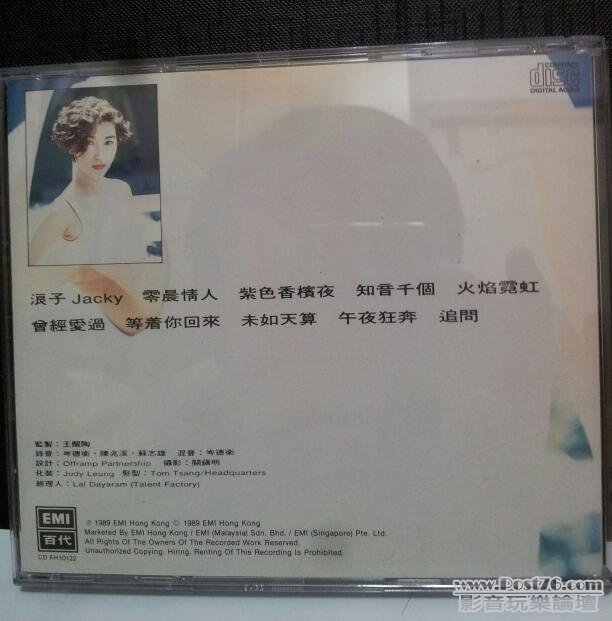 COMPACT
disc
DIGITAL AUDIO
浪子 Jacky 零晨情人 紫色香檳夜 知音千個 火焰霓虹
曾經愛過 等着你回來 未如天算 午夜狂奔 追問
監製：王醒陶
錄音：岑德衛・陳兆溪・蘇志雄 混音：岑德衛
設計：Offramp Partnership 攝影：關鎮明
化裝：Judy Leung 髮型：Tom Tsang/Headquarters
經理人：Lal Dayaram (Talent Factory)
EMI
百代
CD FH10122
℗ 1989 EMI Hong Kong © 1989 EMI Hong Kong
Marketed By EMI Hong Kong / EMI (Malaysia) Sdn. Bhd. / EMI (Singapore) Pte. Ltd.
All Rights Of The Owners Of The Recorded Work Reserved.
Unauthorized Copying. Hiring. Renting Of This Recording Is Prohibited.
www.Post76.com
影音玩樂論壇